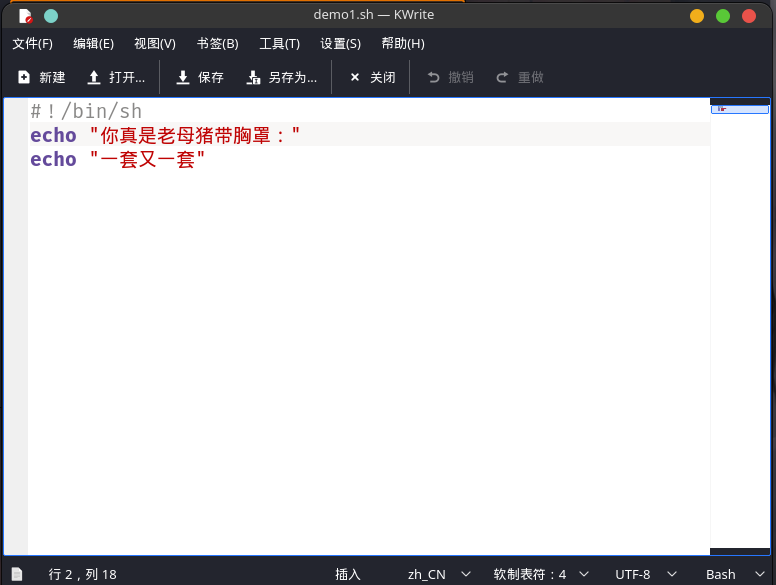 demo1.sh — KWrite
文件(F) 编辑(E) 视图(V) 书签(B) 工具(T) 设置(S) 帮助(H)
新建 打开... 保存 另存为... 关闭 撤销 重做
#！/bin/sh
echo "你真是老母猪带胸罩："
echo "一套又一套"
行 2，列 18 插入 zh_CN 软制表符：4 UTF-8 Bash